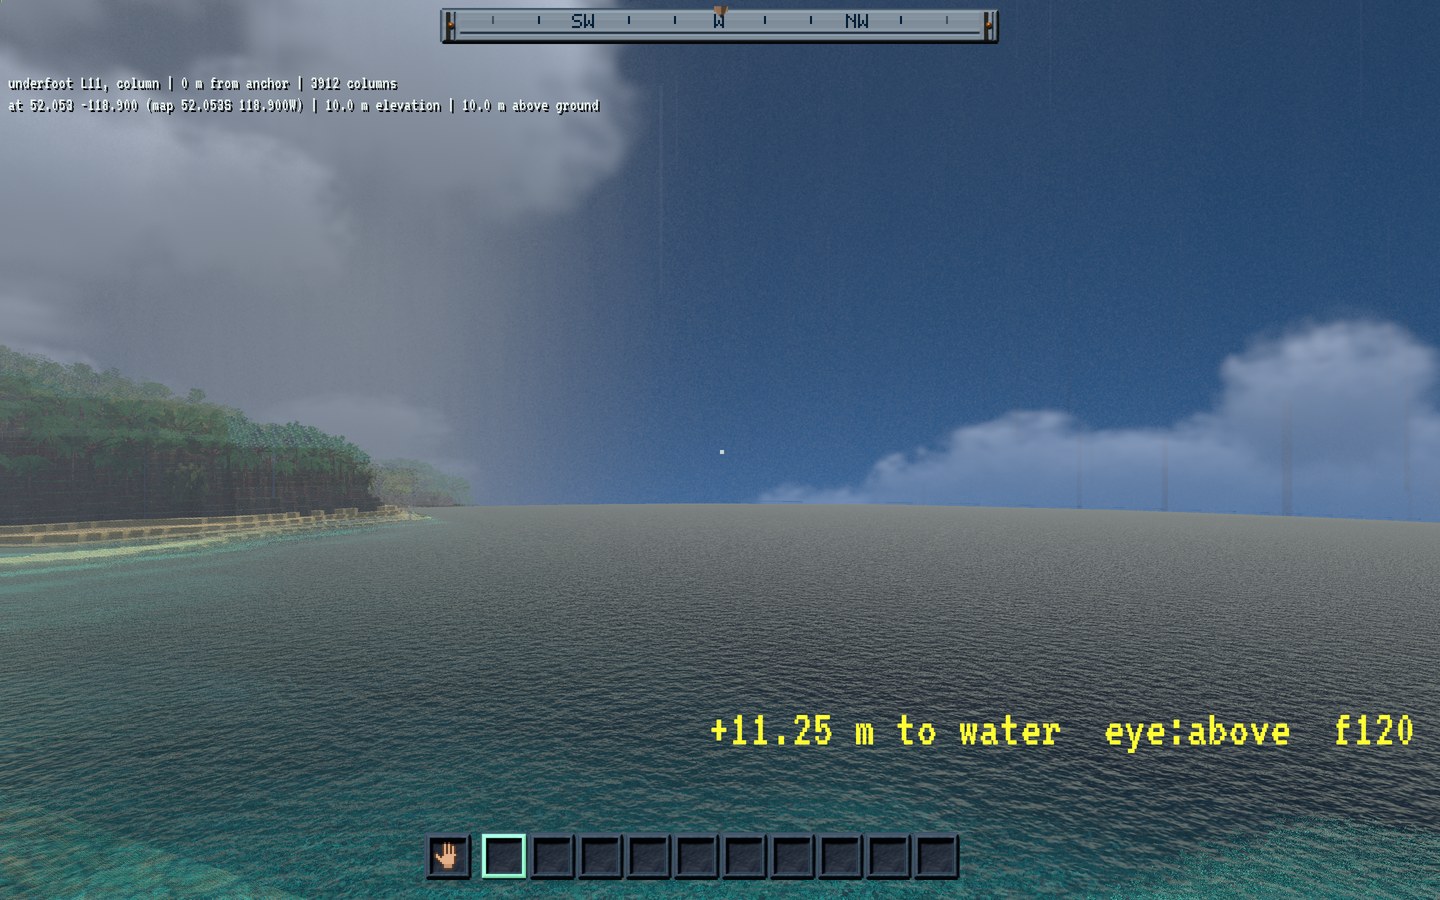 SW W NW
underfoot L11, column | 0 m from anchor | 3912 columns
at 52.053 -118.900 (map 52.053S 118.900W) | 10.0 m elevation | 10.0 m above ground
+11.25 m to water eye:above f120